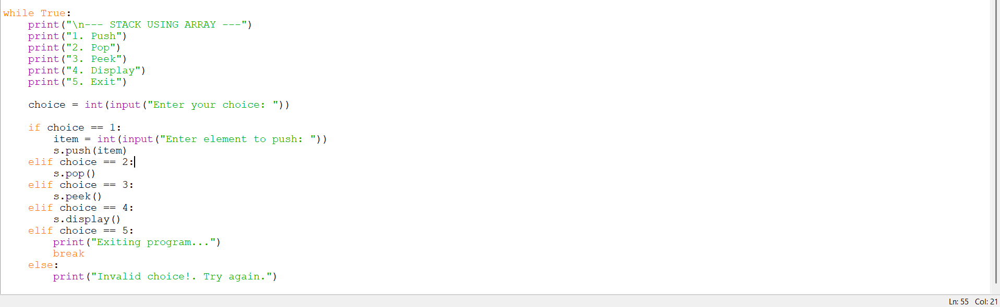 while True:
    print("\n--- STACK USING ARRAY ---")
    print("1. Push")
    print("2. Pop")
    print("3. Peek")
    print("4. Display")
    print("5. Exit")

    choice = int(input("Enter your choice: "))

    if choice == 1:
        item = int(input("Enter element to push: "))
        s.push(item)
    elif choice == 2:
        s.pop()
    elif choice == 3:
        s.peek()
    elif choice == 4:
        s.display()
    elif choice == 5:
        print("Exiting program...")
        break
    else:
        print("Invalid choice!. Try again.")
Ln: 55 Col: 21